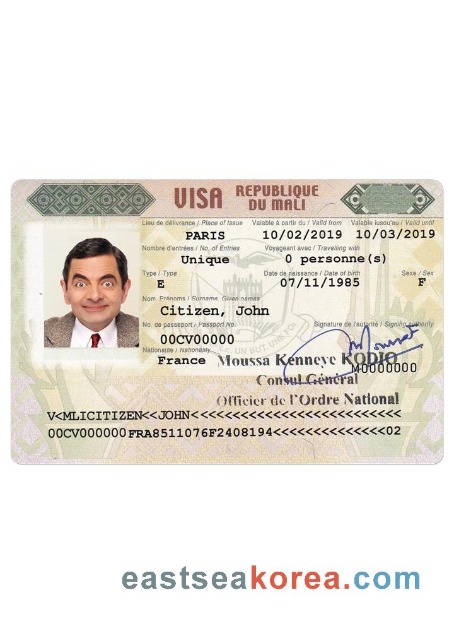 VISA RÉPUBLIQUE DU MALI
Lieu de délivrance / Place of Issue Valable à partir du / Valid from Valable jusqu'au / Valid until
PARIS 10/02/2019 10/03/2019
Nombre d'entrées / No. of Entries Voyageant avec / Travelling with
Unique 0 personne(s)
Type / Type Date de naissance / Date of birth Sexe / Sex
E 07/11/1985 F
Nom Prénoms / Surname Given names
Citizen, John
No. de passeport / Passport No. Signature de l'autorité / Signing authority
00CV00000
Nationalité / Nationality
France Moussa Kenneye KODIO
M0000000
Consul Général
Officier de l'Ordre National
V<MLICITIZEN<<JOHN<<<<<<<<<<<<<<<<<<<<<<<<<<
00CV000000FRA8511076F2408194<<<<<<<<<<<<<<02
eastseakorea.com